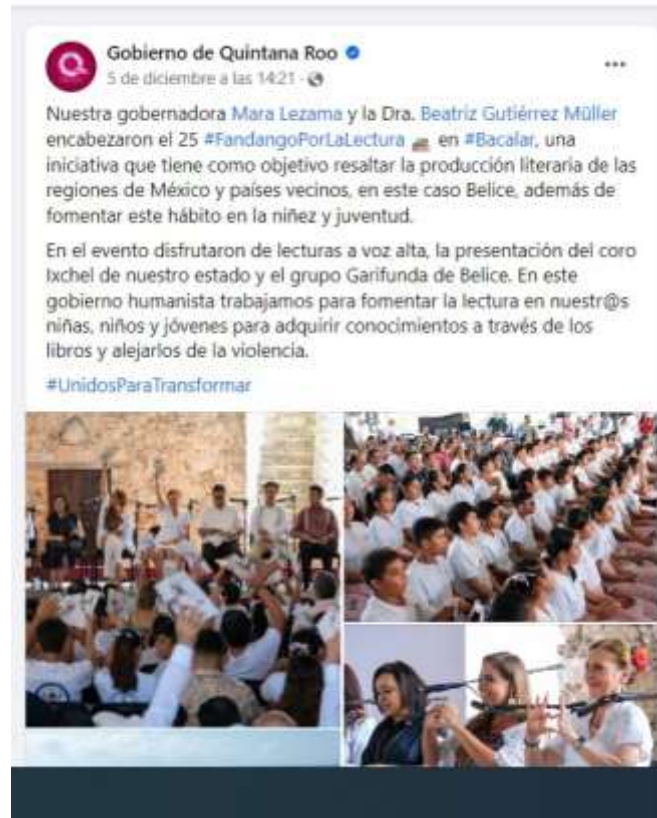 Gobierno de Quintana Roo
5 de diciembre a las 14:21 ·
Nuestra gobernadora Mara Lezama y la Dra. Beatriz Gutiérrez Müller
encabezaron el 25 #FandangoPorLaLectura en #Bacalar, una
iniciativa que tiene como objetivo resaltar la producción literaria de las
regiones de México y países vecinos, en este caso Belice, además de
fomentar este hábito en la niñez y juventud.
En el evento disfrutaron de lecturas a voz alta, la presentación del coro
Ixchel de nuestro estado y el grupo Garifunda de Belice. En este
gobierno humanista trabajamos para fomentar la lectura en nuestr@s
niñas, niños y jóvenes para adquirir conocimientos a través de los
libros y alejarlos de la violencia.
#UnidosParaTransformar